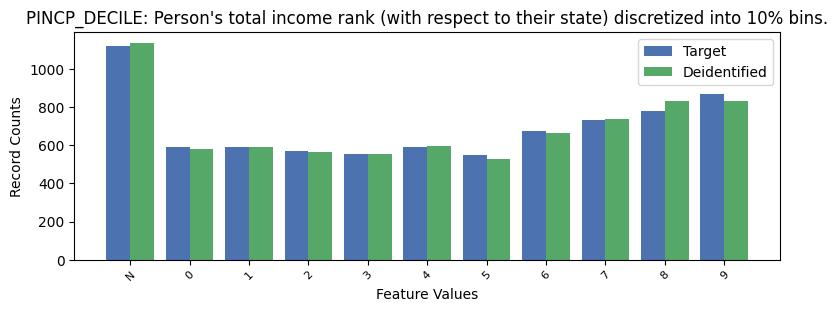 PINCP_DECILE: Person's total income rank (with respect to their state) discretized into 10% bins.
Target
Deidentified
Record Counts
1000
800
600
400
200
0
N 0 1 2 3 4 5 6 7 8 9
Feature Values